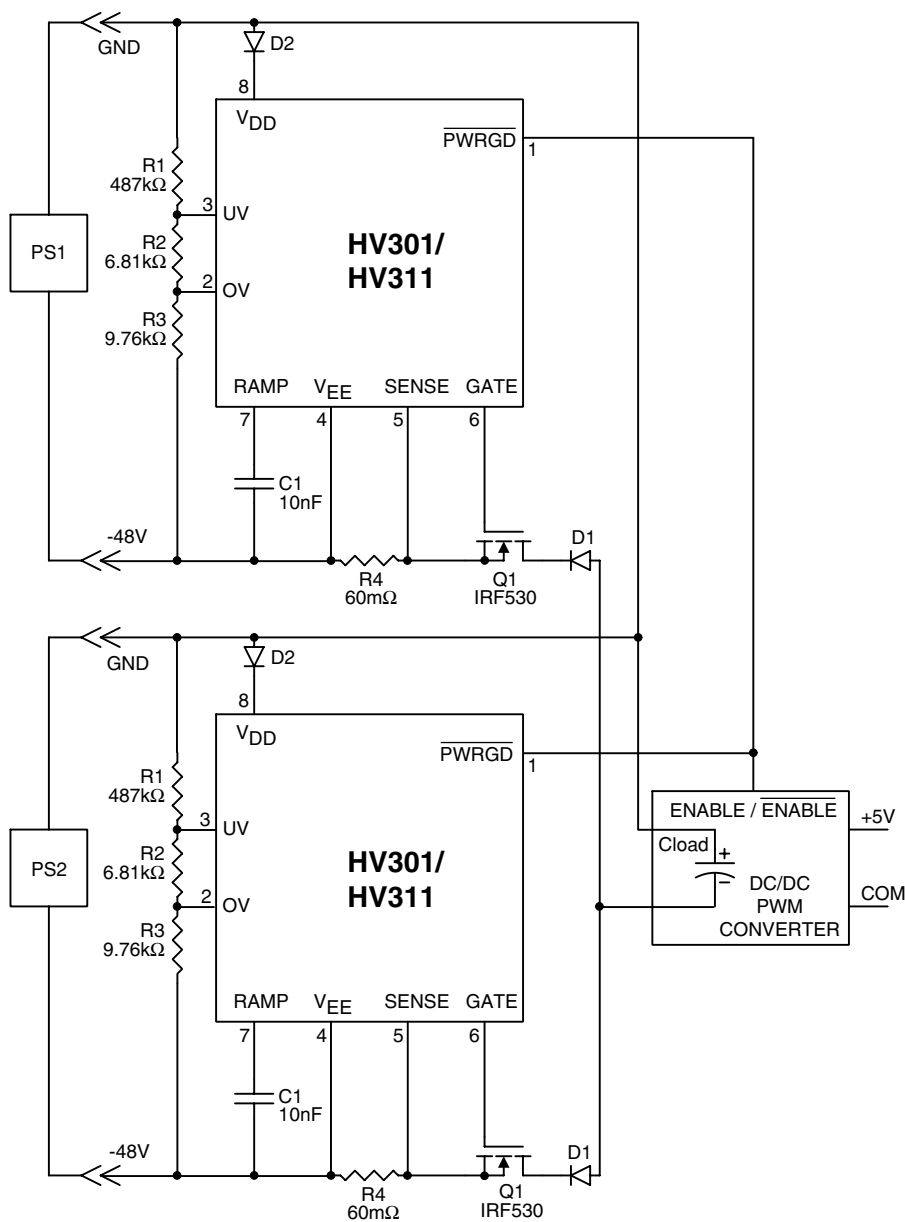 GND
D2
8
VDD
PWRGD
1
R1
487kΩ
3
UV
PS1
R2
6.81kΩ
HV301/
HV311
2
OV
R3
9.76kΩ
RAMP
VEE
SENSE
GATE
7
4
5
6
C1
10nF
-48V
D1
R4
60mΩ
Q1
IRF530
GND
D2
8
VDD
PWRGD
1
R1
487kΩ
3
UV
PS2
R2
6.81kΩ
HV301/
HV311
2
OV
R3
9.76kΩ
ENABLE / ENABLE
+5V
Cload
+
−
DC/DC
PWM
CONVERTER
COM
RAMP
VEE
SENSE
GATE
7
4
5
6
C1
10nF
-48V
D1
R4
60mΩ
Q1
IRF530